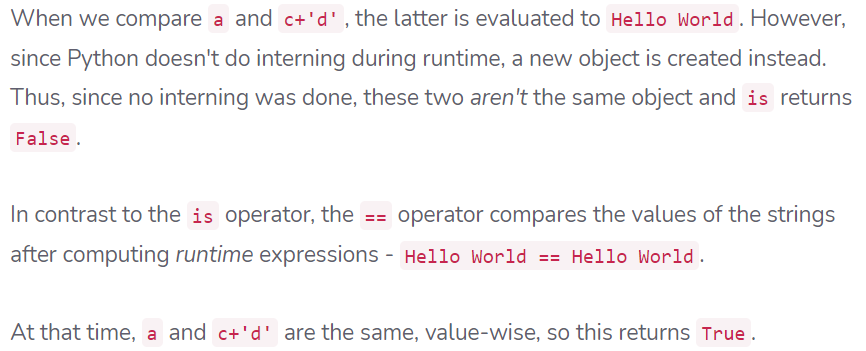 When we compare a and c+'d', the latter is evaluated to Hello World. However,
since Python doesn't do interning during runtime, a new object is created instead.
Thus, since no interning was done, these two aren't the same object and is returns
False.
In contrast to the is operator, the == operator compares the values of the strings
after computing runtime expressions - Hello World == Hello World.
At that time, a and c+'d' are the same, value-wise, so this returns True.